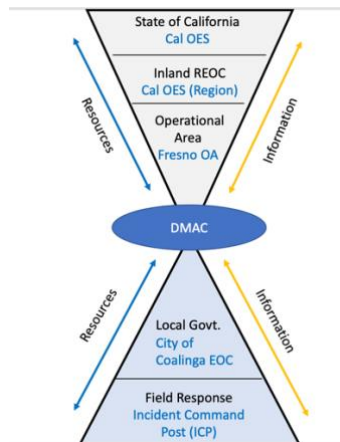 State of California
Cal OES
Inland REOC
Cal OES (Region)
Operational
Area
Fresno OA
Resources
Information
DMAC
Resources
Information
Local Govt.
City of
Coalinga EOC
Field Response
Incident Command
Post (ICP)